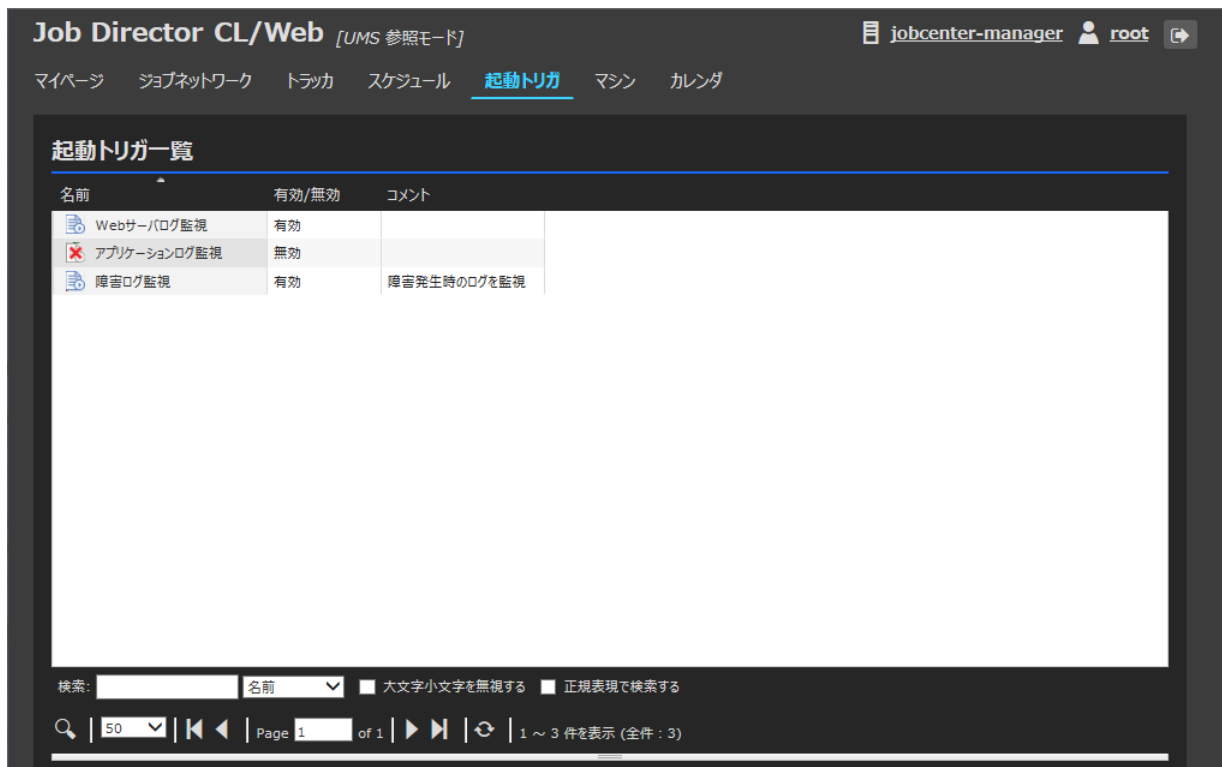 Job Director CL/Web [UMS 参照モード] jobcenter-manager root
マイページ ジョブネットワーク トラッカ スケジュール 起動トリガ マシン カレンダ
起動トリガ一覧
名前 有効/無効 コメント
Webサーバログ監視 有効
アプリケーションログ監視 無効
障害ログ監視 有効 障害発生時のログを監視
検索: 名前 大文字小文字を無視する 正規表現で検索する
50 Page 1 of 1 1 ～ 3 件を表示 (全件 : 3)